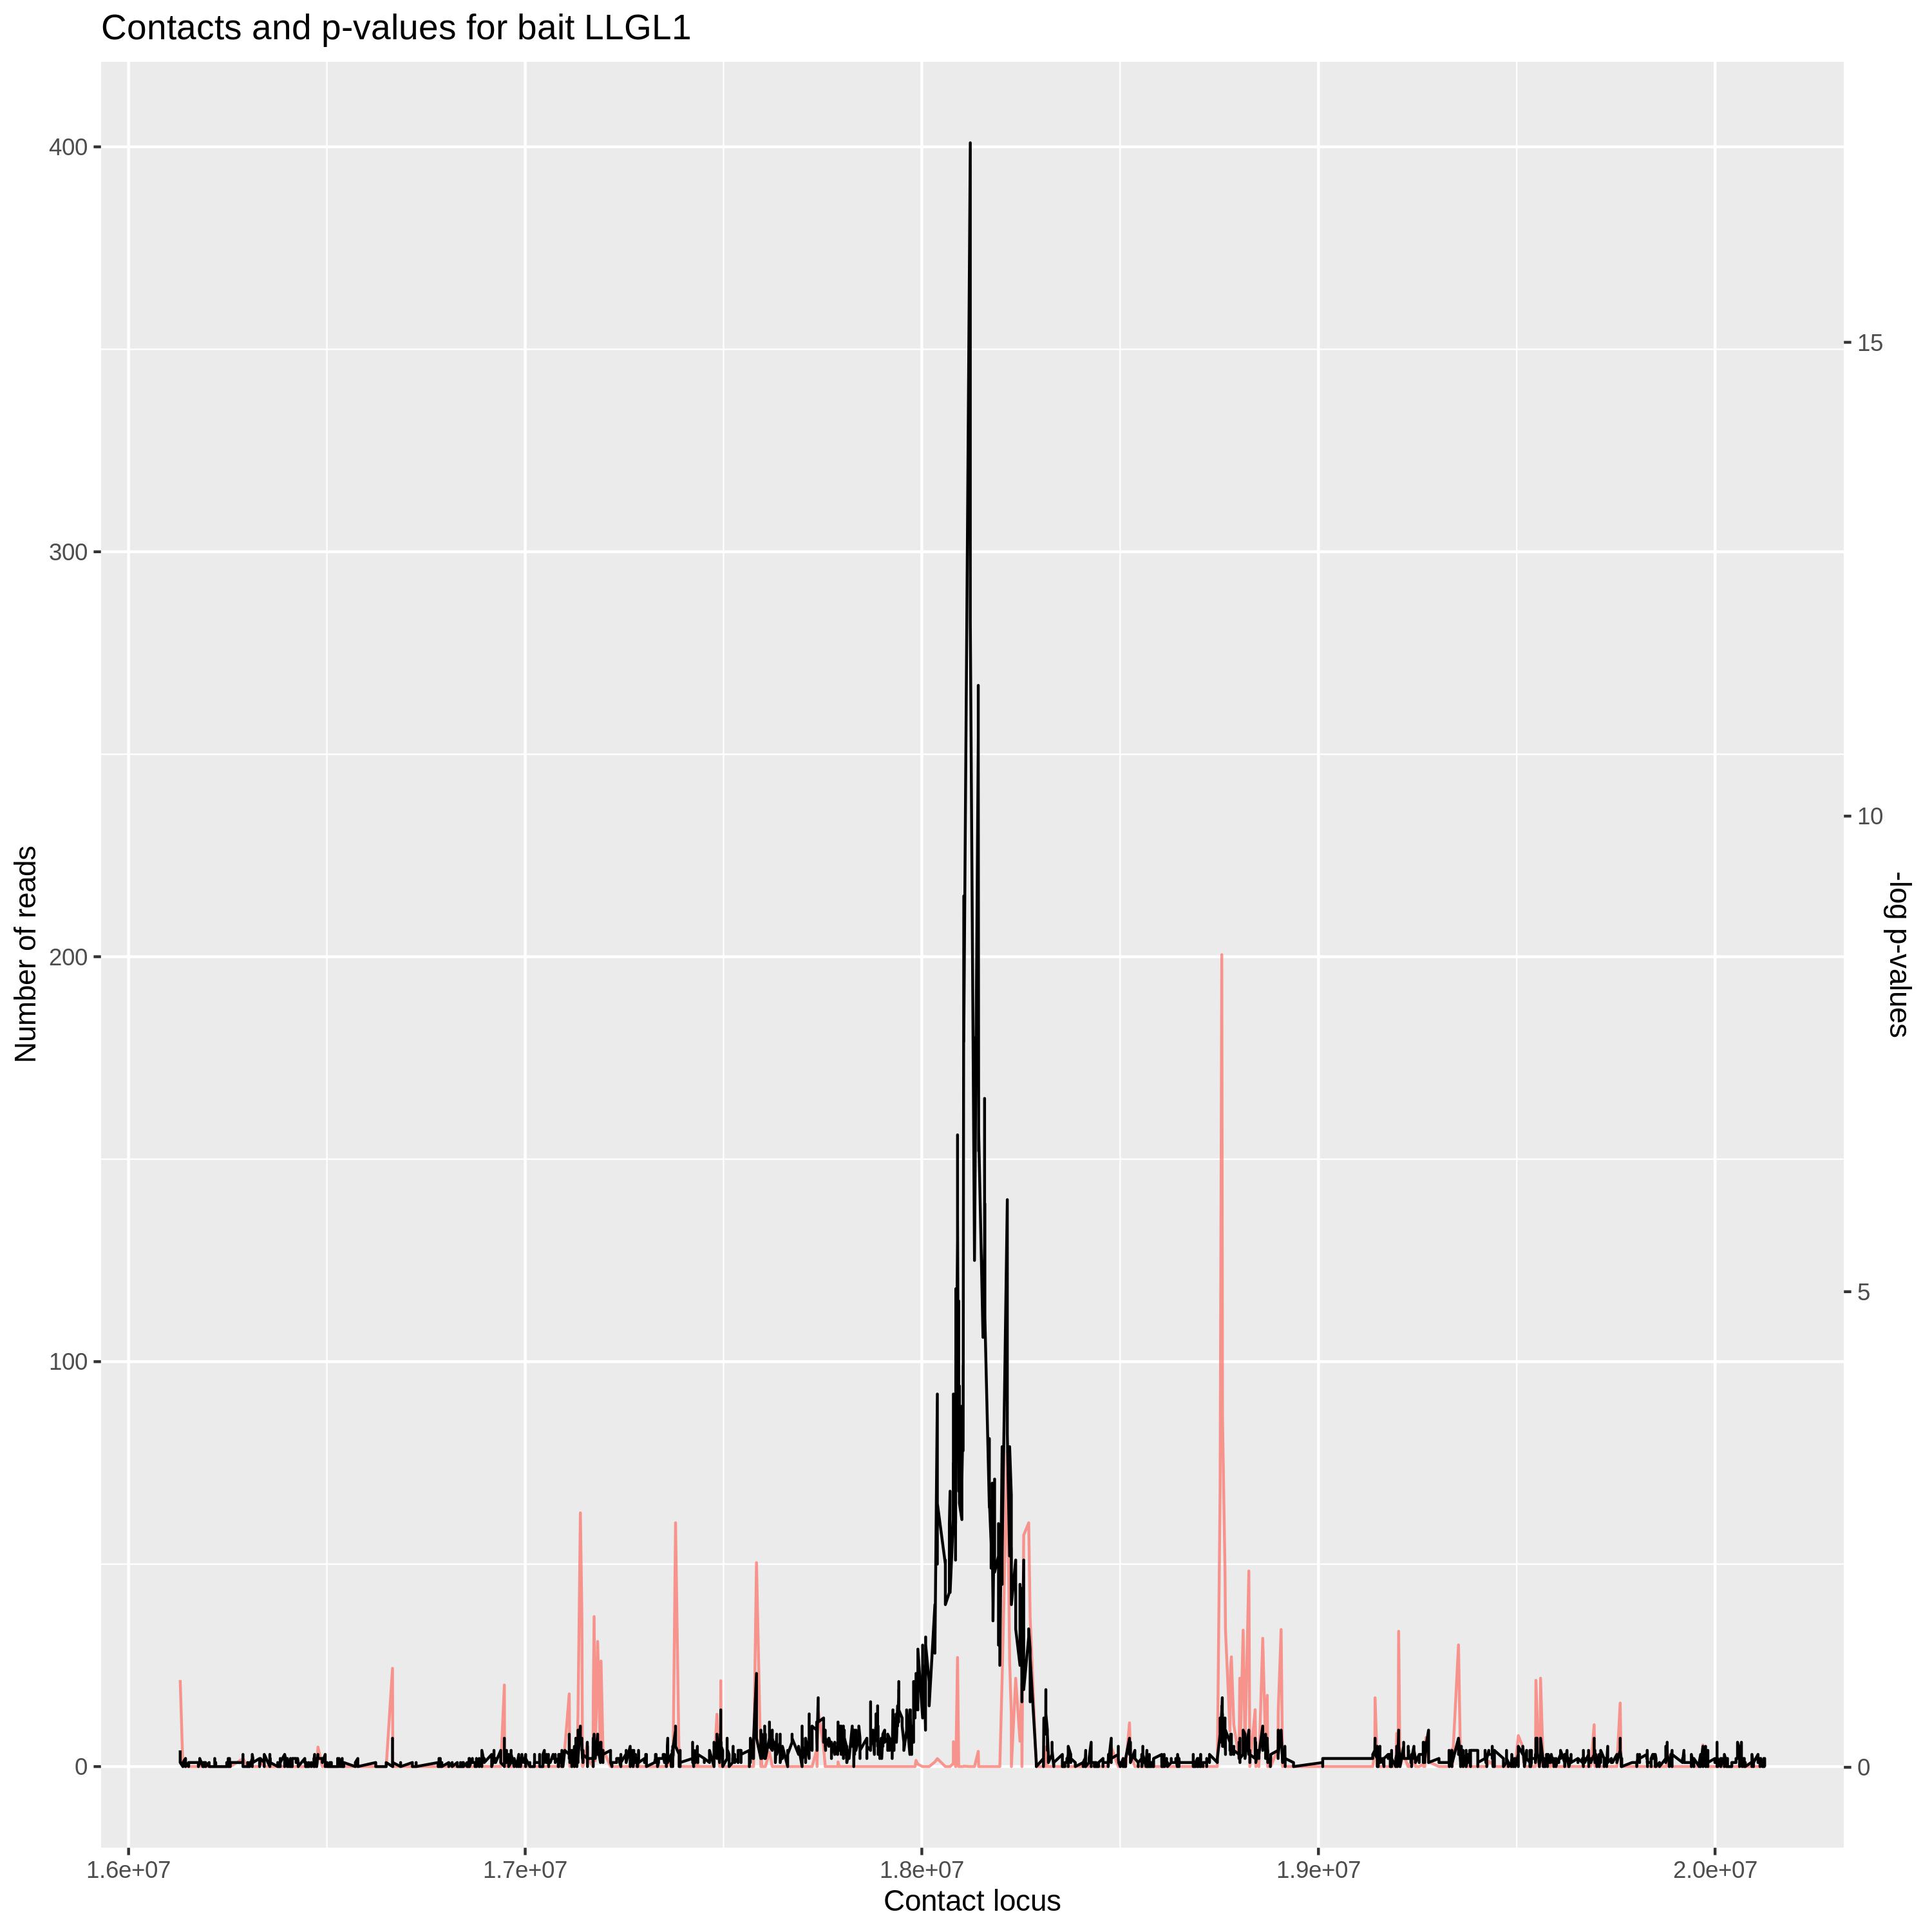 Contacts and p-values for bait LLGL1
400
300
200
100
0
Number of reads
15
10
5
0
-log p-values
1.6e+07
1.7e+07
1.8e+07
1.9e+07
2.0e+07
Contact locus